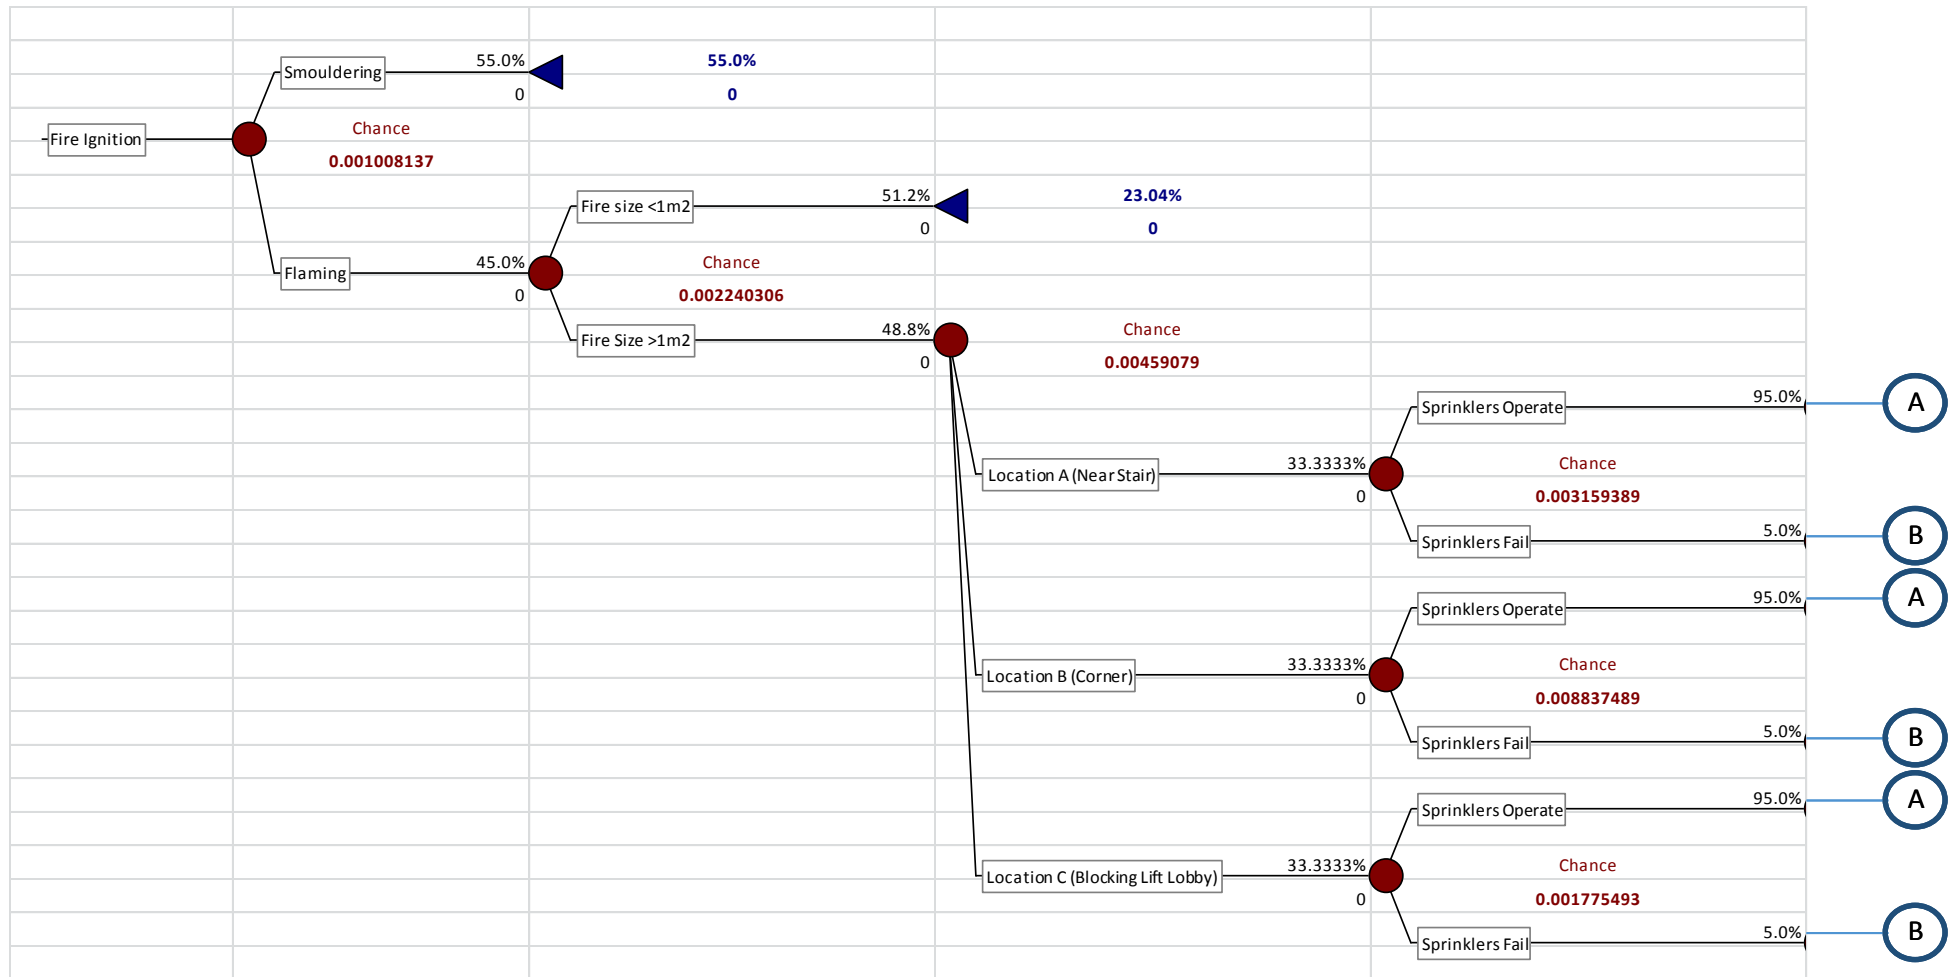 55.0%
55.0%
Smouldering
0
0
Chance
Fire Ignition
0.001008137
51.2%
23.04%
Fire size <1m2
0
0
45.0%
Chance
Flaming
0
0.002240306
48.8%
Chance
Fire Size >1m2
0
0.00459079
95.0%
A
Sprinklers Operate
33.3333%
Chance
Location A (Near Stair)
0
0.003159389
5.0%
B
Sprinklers Fail
95.0%
A
Sprinklers Operate
33.3333%
Chance
Location B (Corner)
0
0.008837489
5.0%
B
Sprinklers Fail
95.0%
A
Sprinklers Operate
33.3333%
Chance
Location C (Blocking Lift Lobby)
0
0.001775493
5.0%
B
Sprinklers Fail